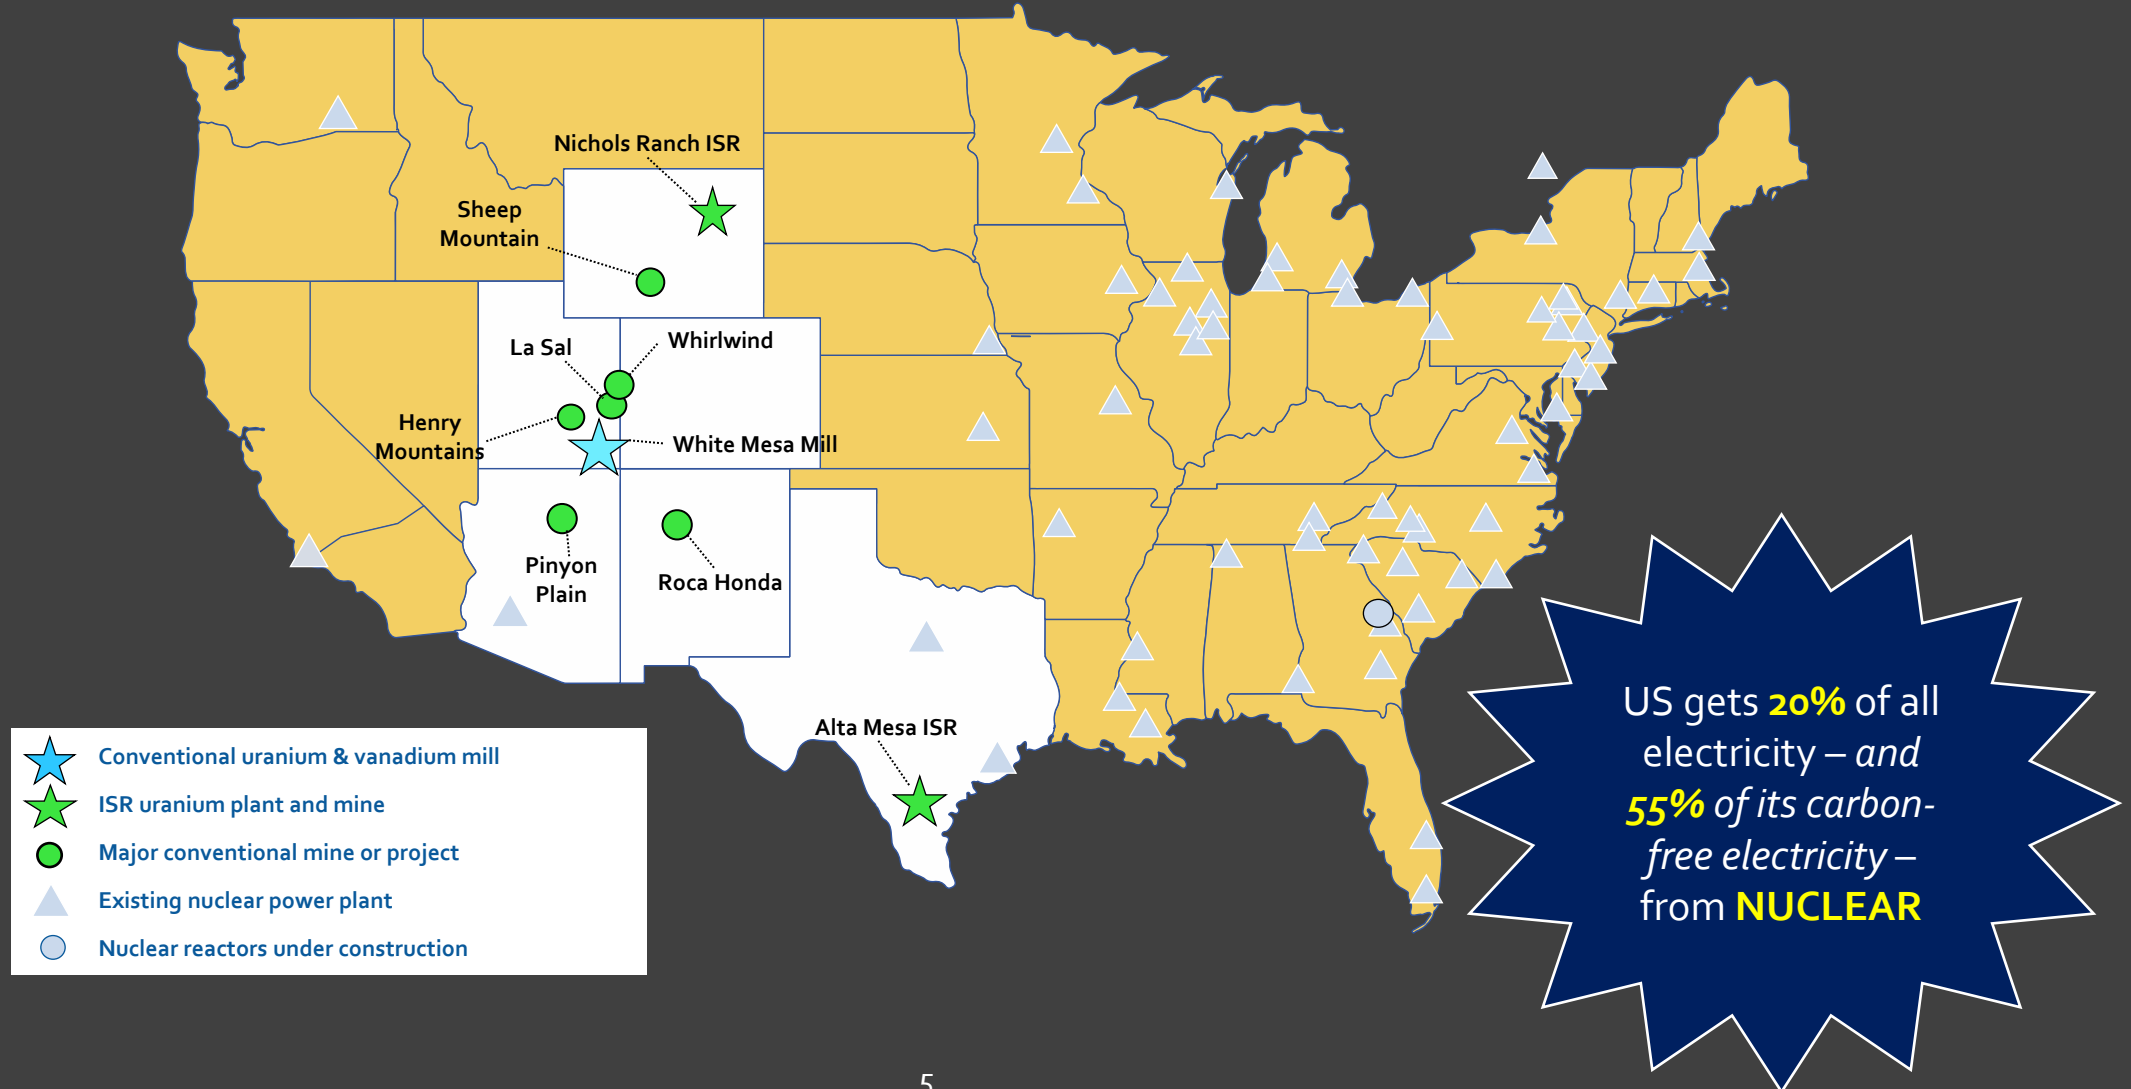 Nichols Ranch ISR
Sheep
Mountain
La Sal
Whirlwind
Henry
Mountains
White Mesa Mill
Pinyon
Plain
Roca Honda
Alta Mesa ISR
Conventional uranium & vanadium mill
ISR uranium plant and mine
Major conventional mine or project
Existing nuclear power plant
Nuclear reactors under construction
US gets 20% of all
electricity – and
55% of its carbon-
free electricity –
from NUCLEAR
5